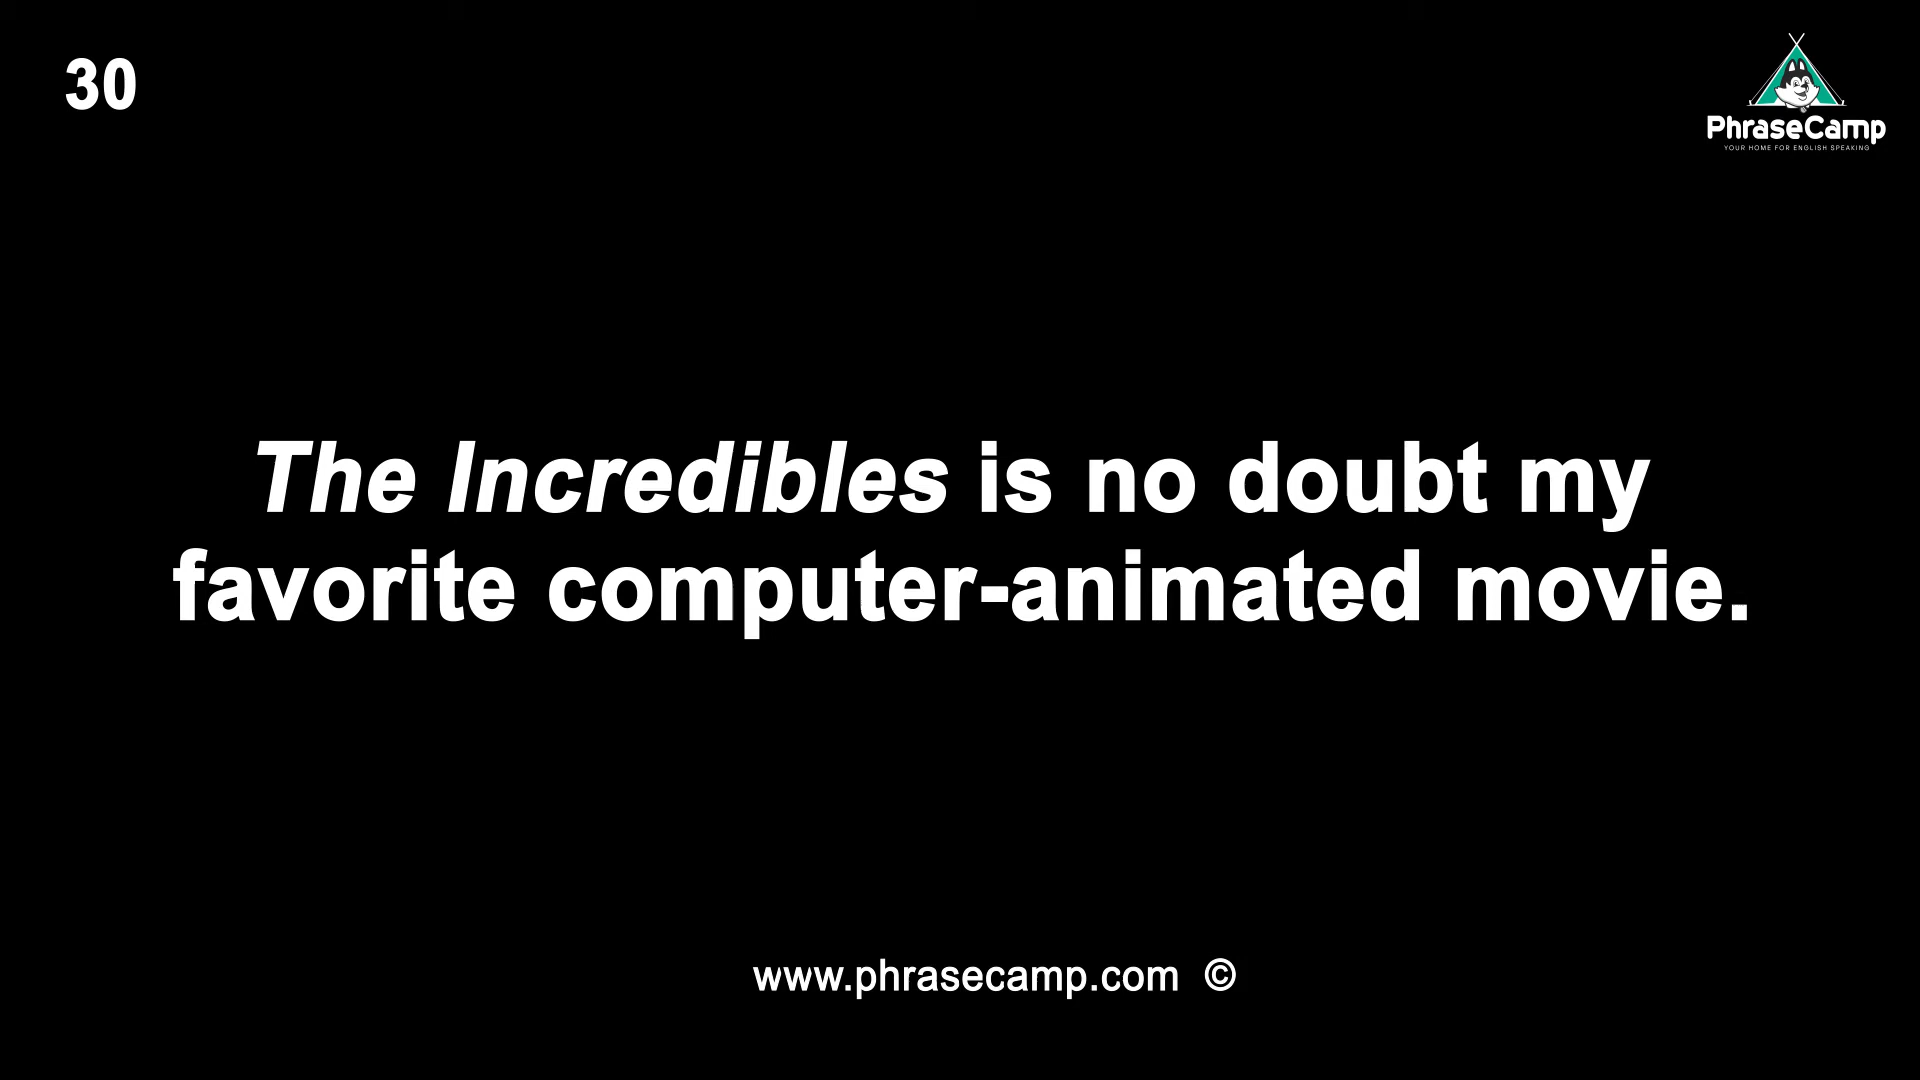 30
PhraseCamp
YOUR HOME FOR ENGLISH SPEAKING
The Incredibles is no doubt my
favorite computer-animated movie.
www.phrasecamp.com ©